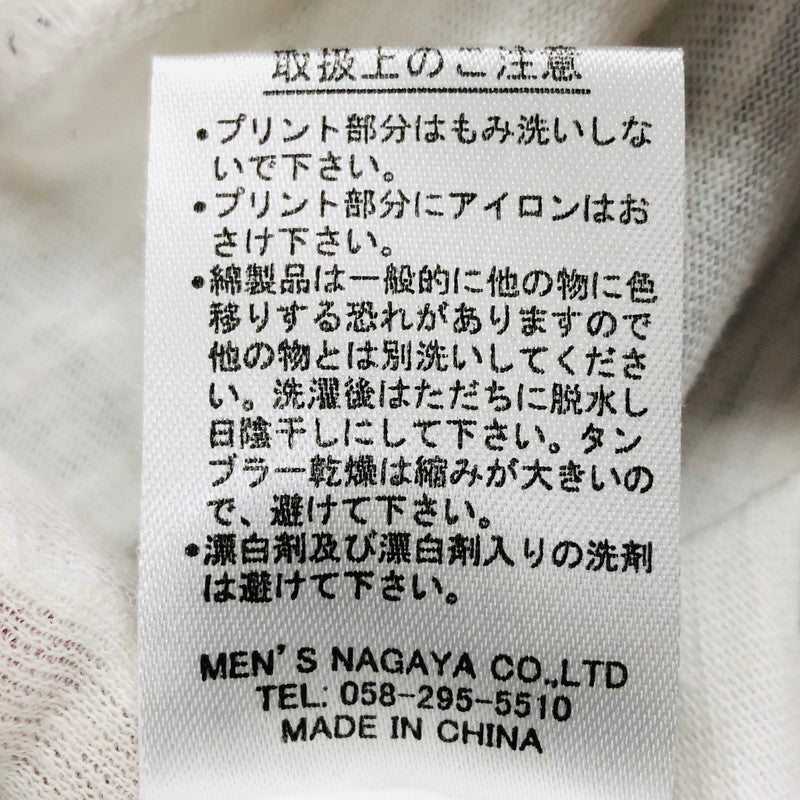 取扱上のご注意
•プリント部分はもみ洗いしな
いで下さい。
•プリント部分にアイロンはお
さけ下さい。
•綿製品は一般的に他の物に色
移りする恐れがありますので
他の物とは別洗いしてくださ
い。洗濯後はただちに脱水し
日陰干しにして下さい。タン
ブラー乾燥は縮みが大きいの
で、避けて下さい。
•漂白剤及び漂白剤入りの洗剤
は避けて下さい。
MEN'S NAGAYA CO.,LTD
TEL: 058-295-5510
MADE IN CHINA